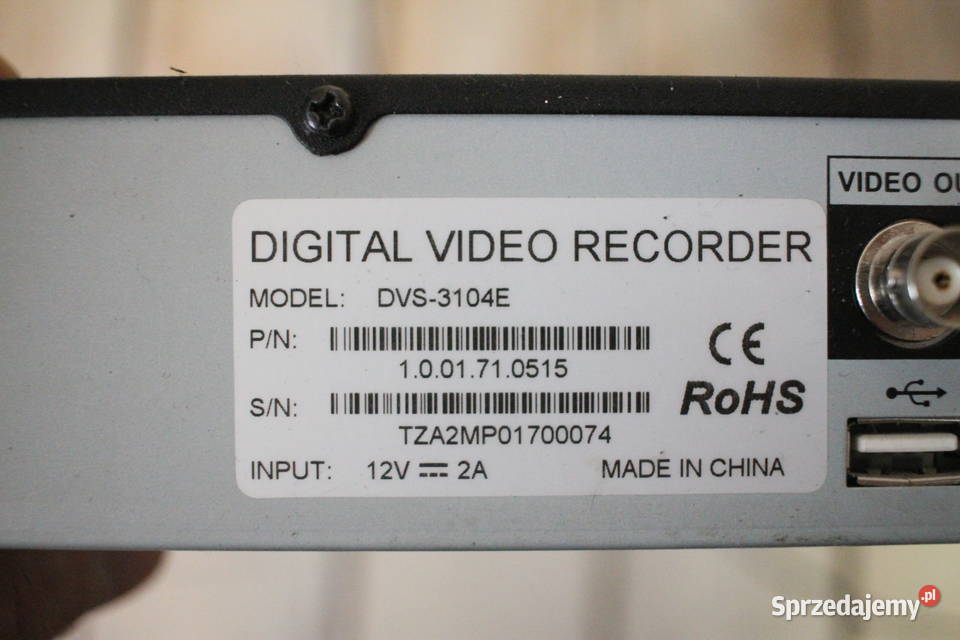 VIDEO OU
DIGITAL VIDEO RECORDER
MODEL: DVS-3104E
P/N:
1.0.01.71.0515
CE
RoHS
S/N:
TZA2MP01700074
INPUT: 12V ⎓ 2A MADE IN CHINA
Sprzedajemy.pl